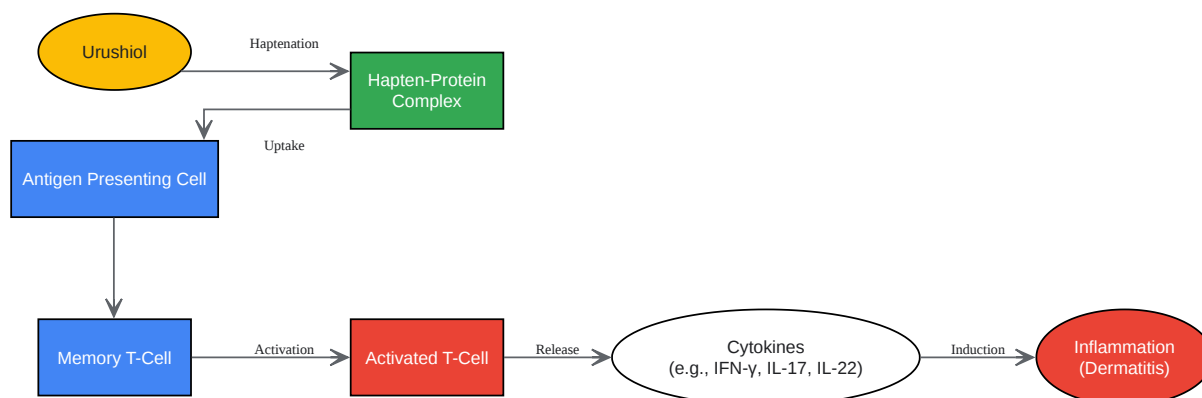 Urushiol
Haptenation
Hapten-Protein
Complex
Uptake
Antigen Presenting Cell
Memory T-Cell
Activation
Activated T-Cell
Release
Cytokines
(e.g., IFN-γ, IL-17, IL-22)
Induction
Inflammation
(Dermatitis)